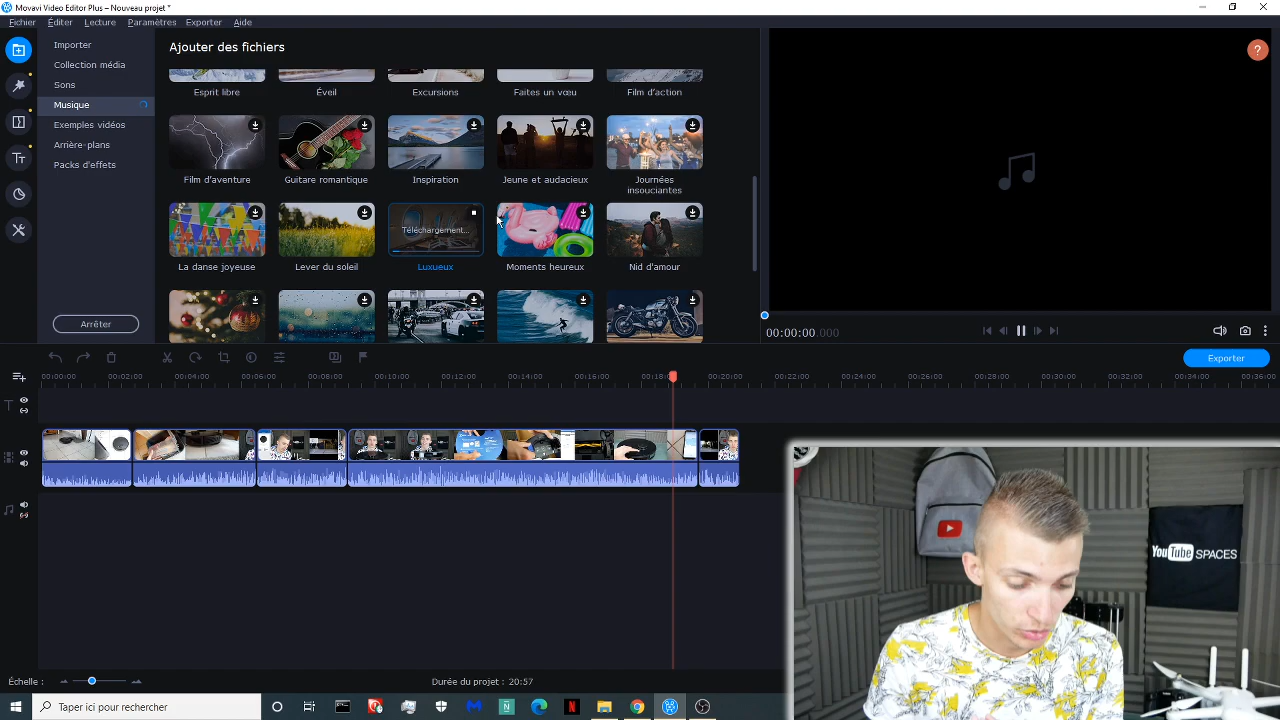 Movavi Video Editor Plus – Nouveau projet *
Fichier Éditer Lecture Paramètres Exporter Aide
Importer
Collection média
Sons
Musique
Exemples vidéos
Arrière-plans
Packs d'effets
Arrêter
Ajouter des fichiers
Esprit libre Éveil Excursions Faites un vœu Film d'action
Film d'aventure Guitare romantique Inspiration Jeune et audacieux Journées
insouciantes
Téléchargement...
La danse joyeuse Lever du soleil Luxueux Moments heureux Nid d'amour
?
00:00:00.000
Exporter
00:00:00 00:02:00 00:04:00 00:06:00 00:08:00 00:10:00 00:12:00 00:14:00 00:16:00 00:18:00 00:20:00 00:22:00 00:24:00 00:26:00 00:28:00 00:30:00 00:32:00 00:34:00 00:36:00
YouTube SPACES
Échelle :
Durée du projet : 20:57
Taper ici pour rechercher